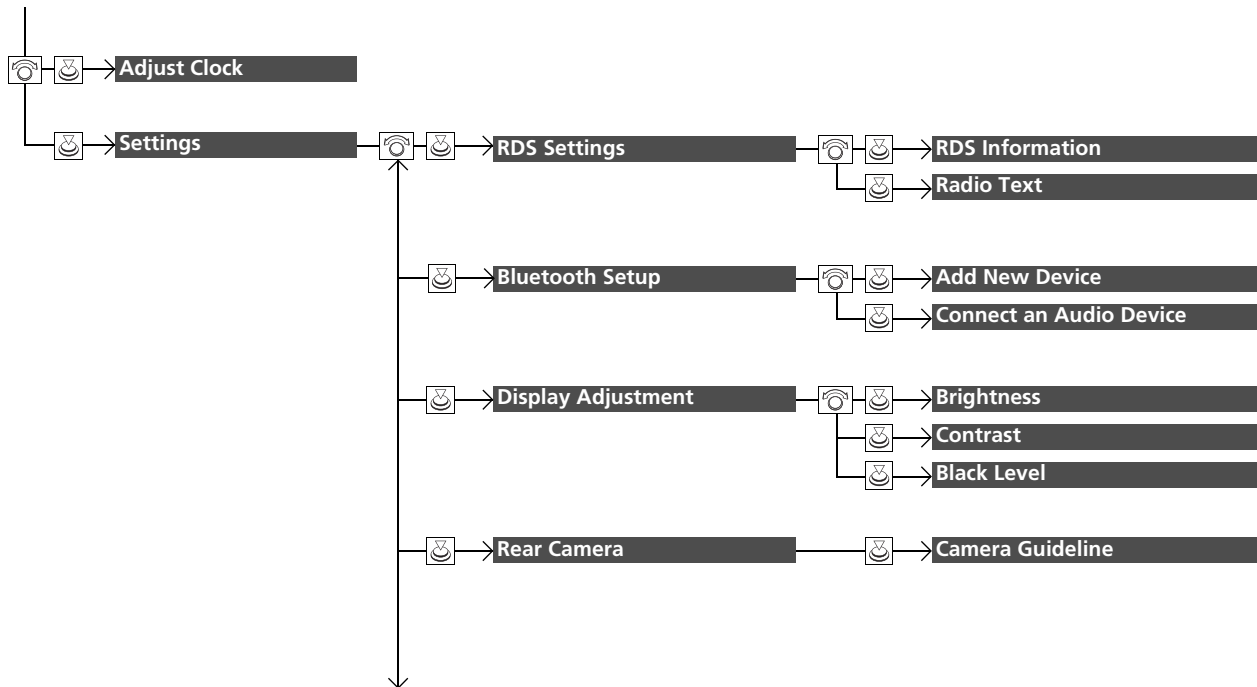 Adjust Clock
Settings
RDS Settings
RDS Information
Radio Text
Bluetooth Setup
Add New Device
Connect an Audio Device
Display Adjustment
Brightness
Contrast
Black Level
Rear Camera
Camera Guideline